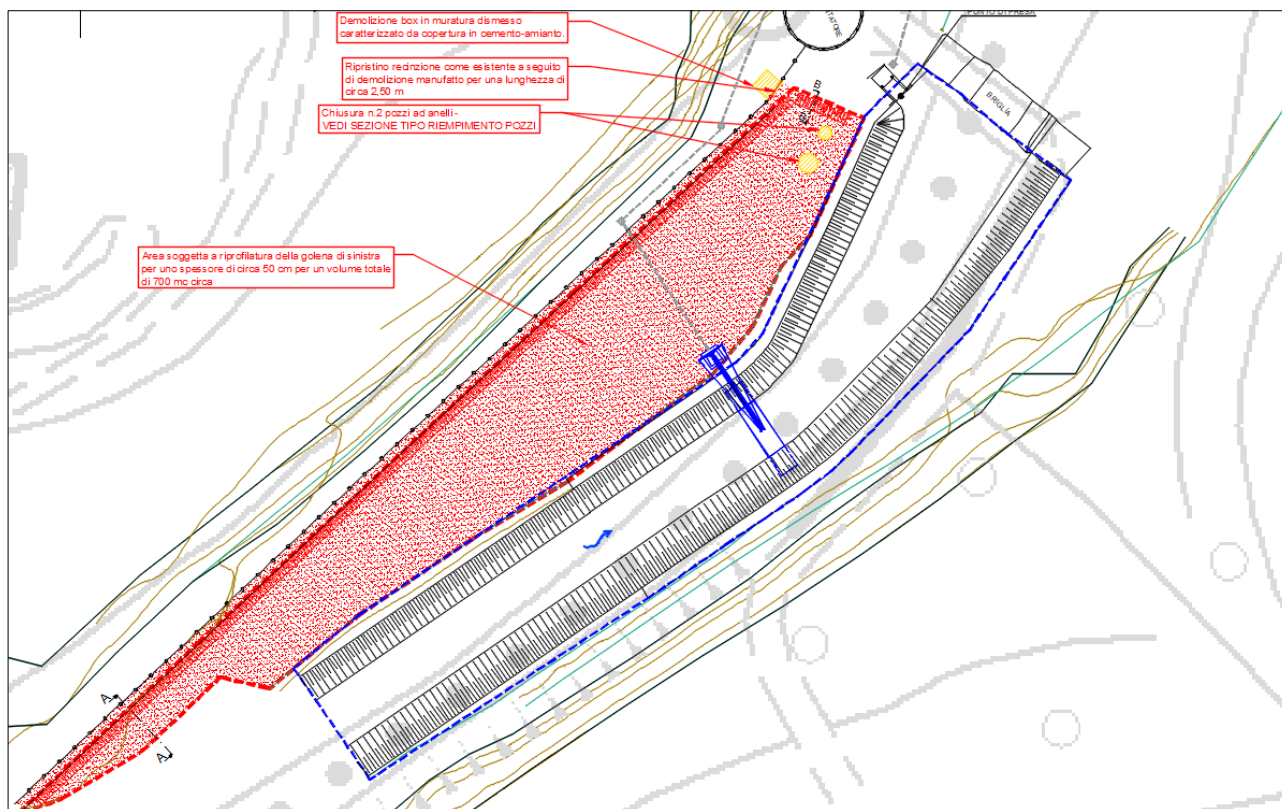 Demolizione box in muratura dismesso
caratterizzato da copertura in cemento-amianto.
PUNTO DI PRESA
Ripristino recinzione come esistente a seguito
di demolizione manufatto per una lunghezza di
circa 2,50 m
Chiusura n.2 pozzi ad anelli -
VEDI SEZIONE TIPO RIEMPIMENTO POZZI
BRIGLIA
Area soggetta a riprofilatura della golena di sinistra
per uno spessore di circa 50 cm per un volume totale
di 700 mc circa
A
A